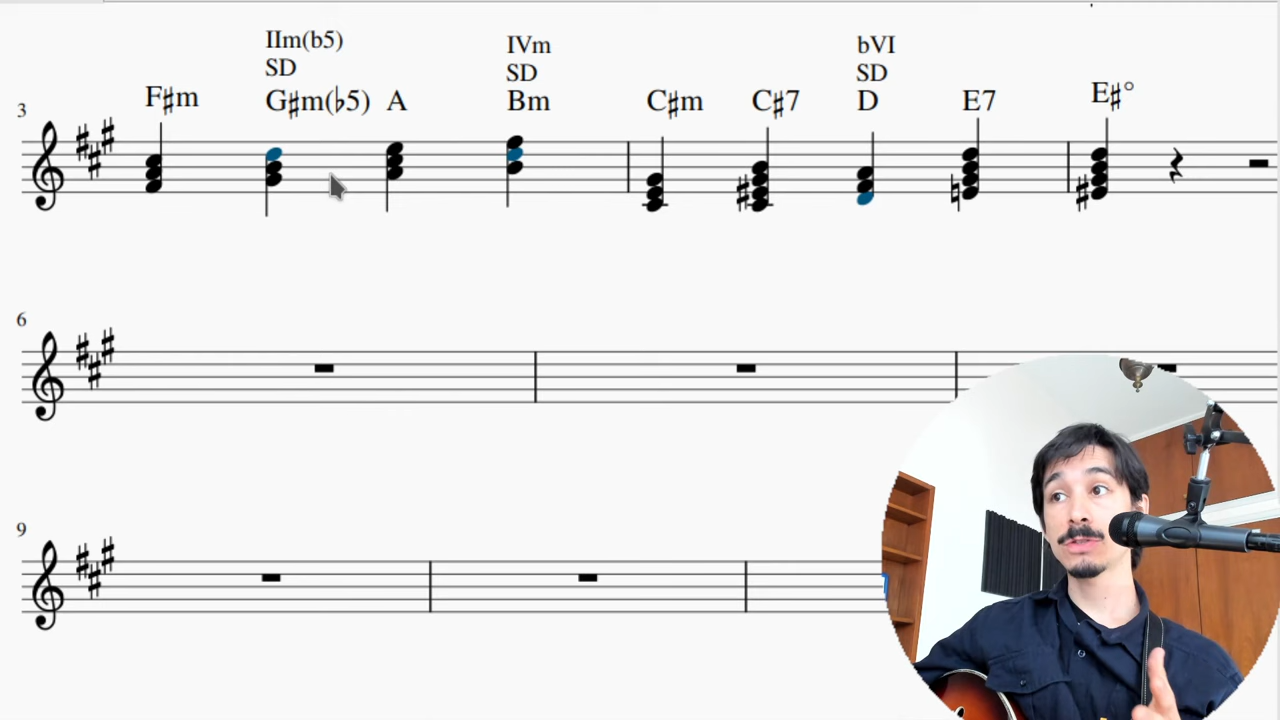 IIm(b5) IVm bVI
SD SD SD
F♯m G♯m(♭5) A Bm C♯m C♯7 D E7 E♯°
3
6
9